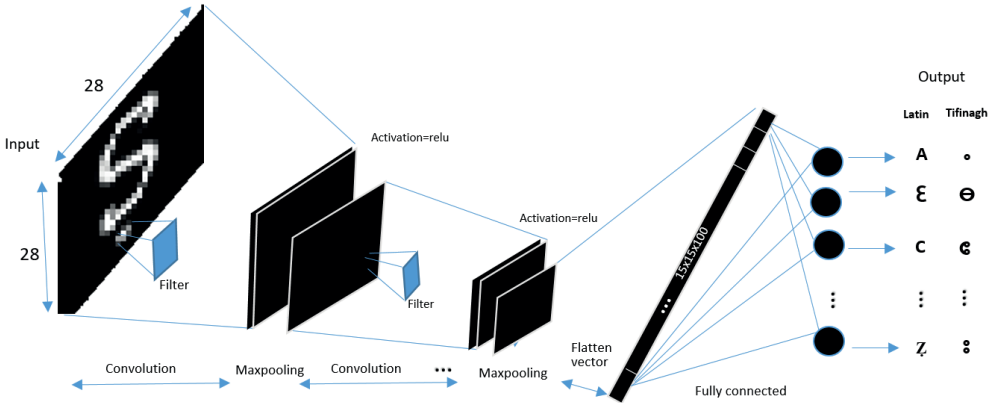 Input
28
28
Filter
Activation=relu
Filter
Activation=relu
15x15x100
...
Output
Latin Tifinagh
A ⴰ
Ɛ ⴱ
C
⋮ ⋮ ⋮
Ẓ
Convolution
Maxpooling
Convolution
...
Maxpooling
Flatten
vector
Fully connected